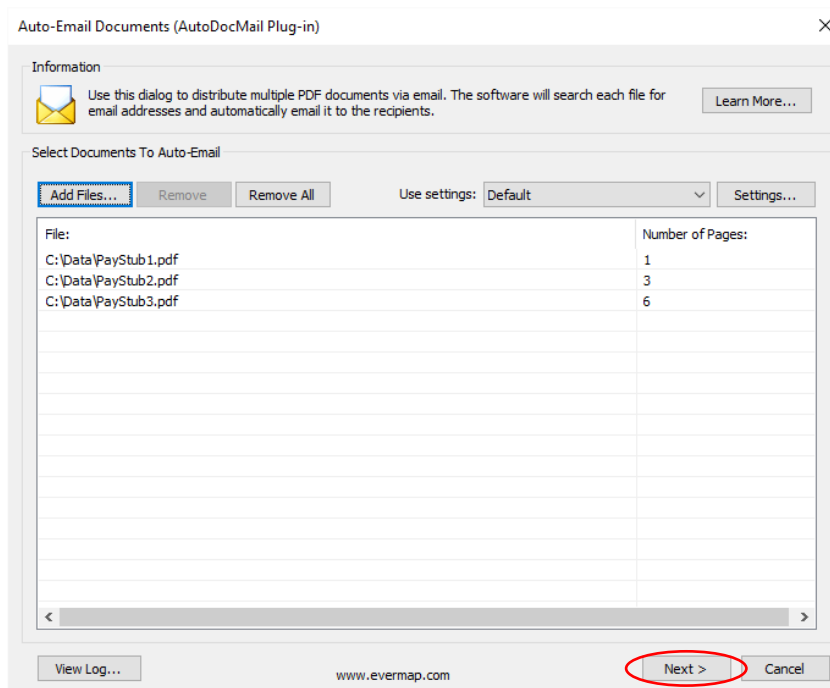 Auto-Email Documents (AutoDocMail Plug-in)
Information
Use this dialog to distribute multiple PDF documents via email. The software will search each file for
email addresses and automatically email it to the recipients.
Learn More...
Select Documents To Auto-Email
Add Files... Remove Remove All Use settings: Default Settings...
File: Number of Pages:
C:\Data\PayStub1.pdf 1
C:\Data\PayStub2.pdf 3
C:\Data\PayStub3.pdf 6
View Log... www.evermap.com Next > Cancel